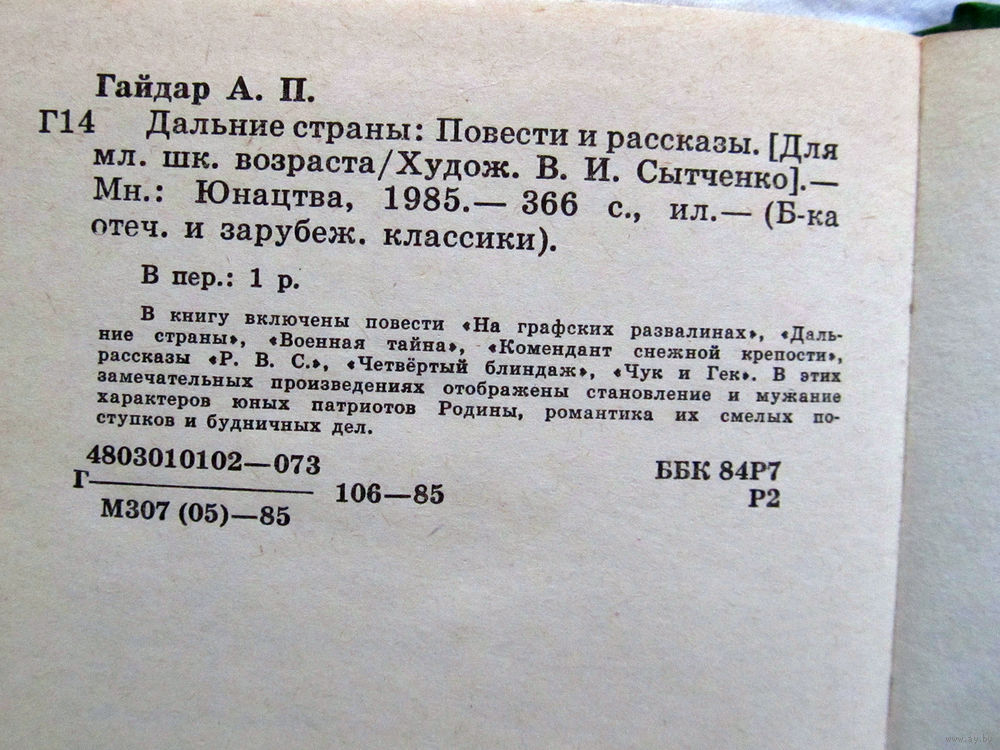 Гайдар А. П.
Г14 Дальние страны: Повести и рассказы. [Для
мл. шк. возраста/Худож. В. И. Сытченко].—
Мн.: Юнацтва, 1985.— 366 с., ил.— (Б-ка
отеч. и зарубеж. классики).
В пер.: 1 р.
В книгу включены повести «На графских развалинах», «Даль-
ние страны», «Военная тайна», «Комендант снежной крепости»,
рассказы «Р. В. С.», «Четвёртый блиндаж», «Чук и Гек». В этих
замечательных произведениях отображены становление и мужание
характеров юных патриотов Родины, романтика их смелых по-
ступков и будничных дел.
4803010102—073
Г— 106—85
М307 (05)—85
ББК 84Р7
Р2
www.ay.by